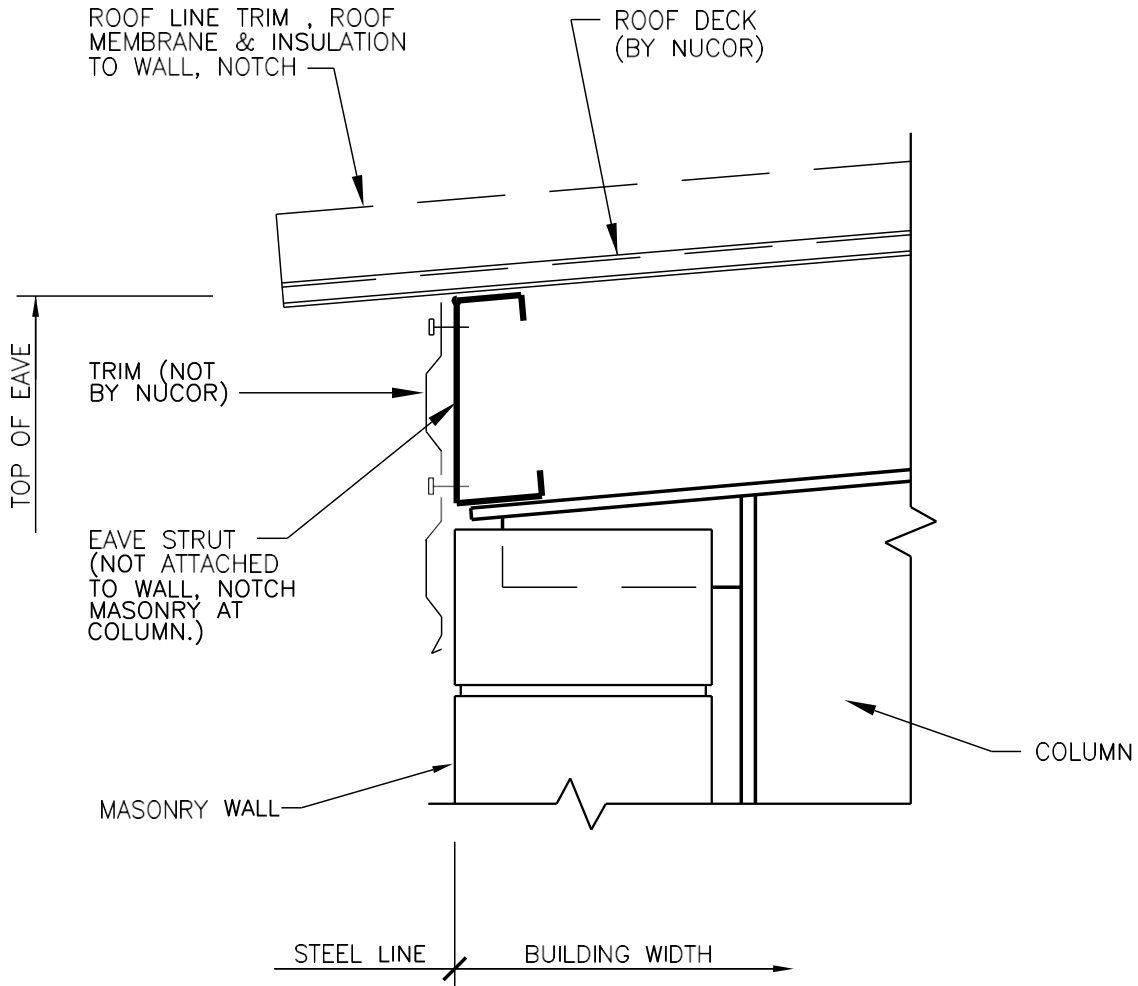 ROOF LINE TRIM , ROOF
MEMBRANE & INSULATION
TO WALL, NOTCH
ROOF DECK
(BY NUCOR)
TOP OF EAVE
TRIM (NOT
BY NUCOR)
EAVE STRUT
(NOT ATTACHED
TO WALL, NOTCH
MASONRY AT
COLUMN.)
COLUMN
MASONRY WALL
STEEL LINE
BUILDING WIDTH